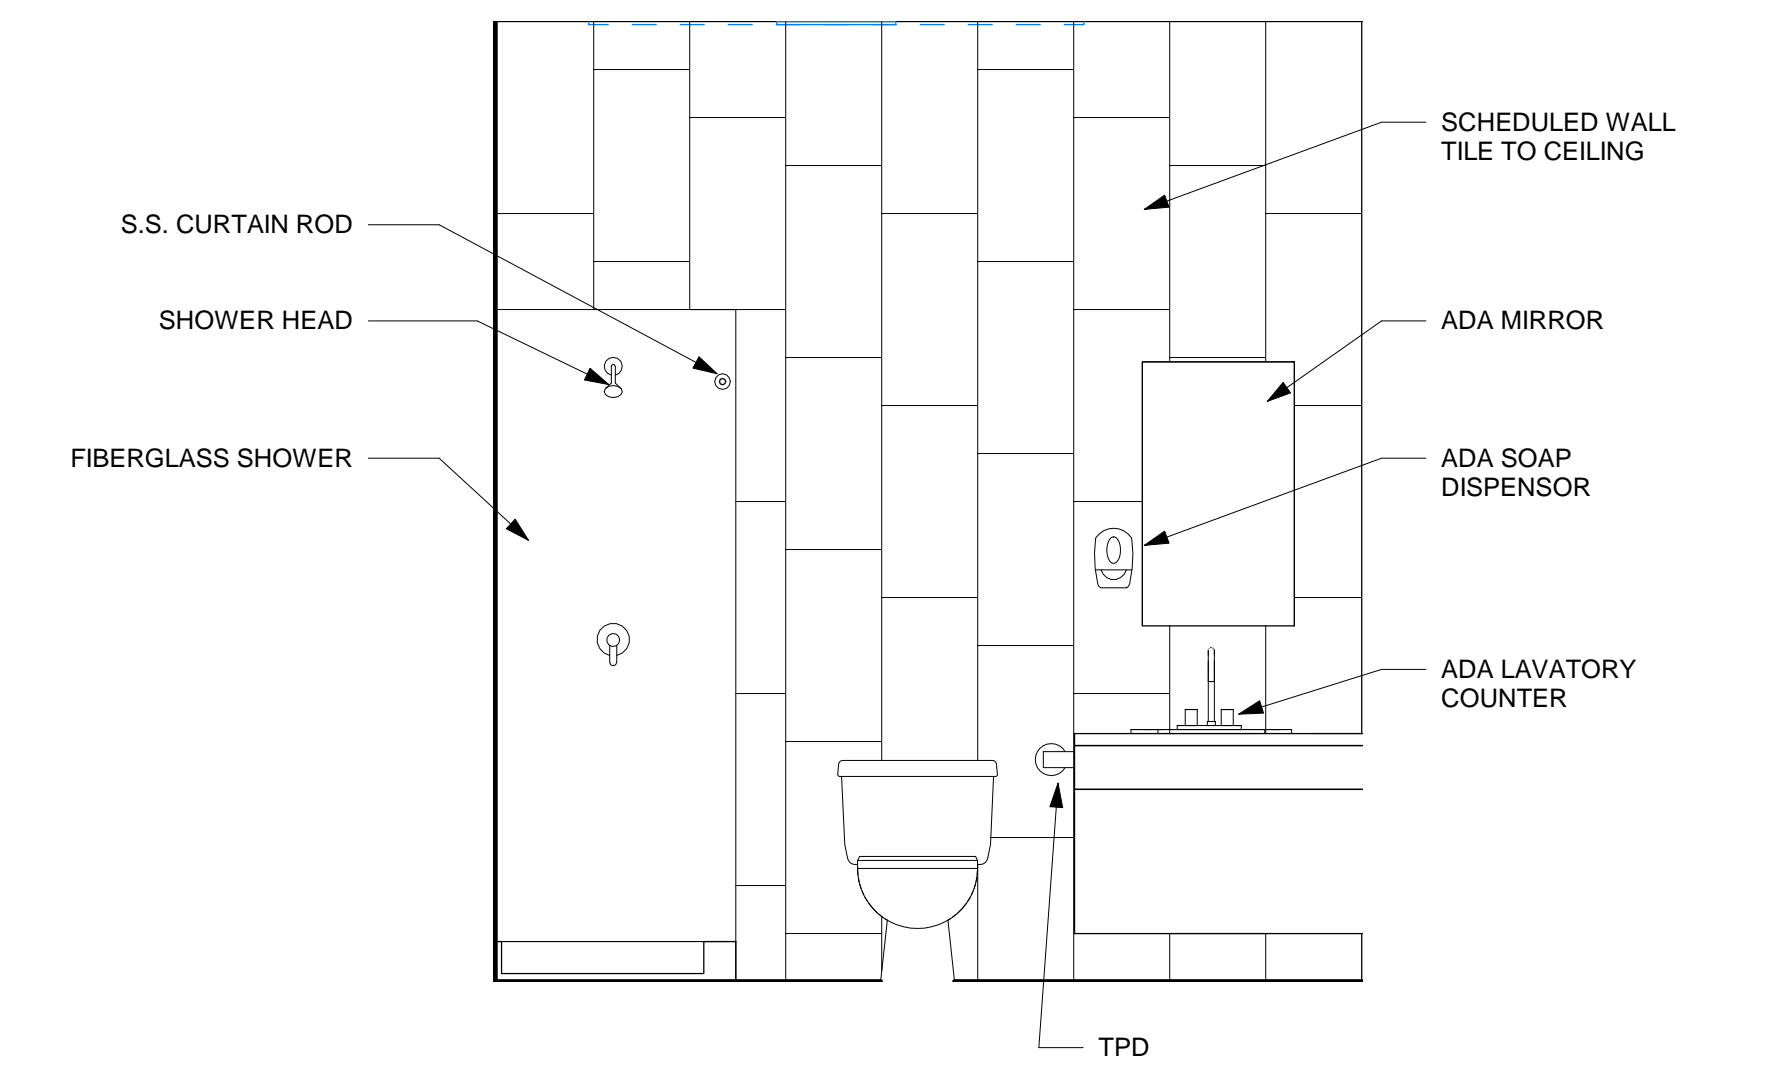 SCHEDULED WALL
TILE TO CEILING
S.S. CURTAIN ROD
SHOWER HEAD
ADA MIRROR
FIBERGLASS SHOWER
ADA SOAP
DISPENSOR
ADA LAVATORY
COUNTER
TPD